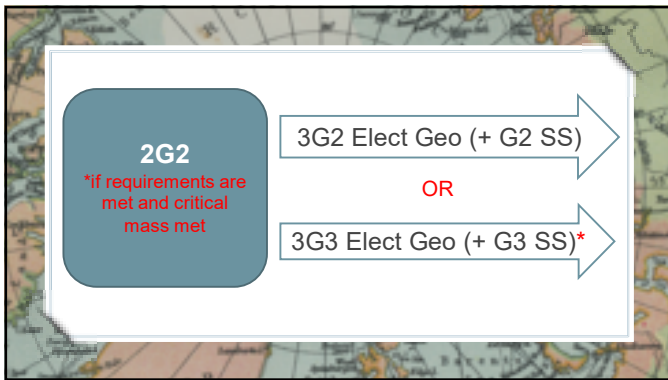 2G2
*if requirements are
met and critical
mass met
3G2 Elect Geo (+ G2 SS)
OR
3G3 Elect Geo (+ G3 SS)*